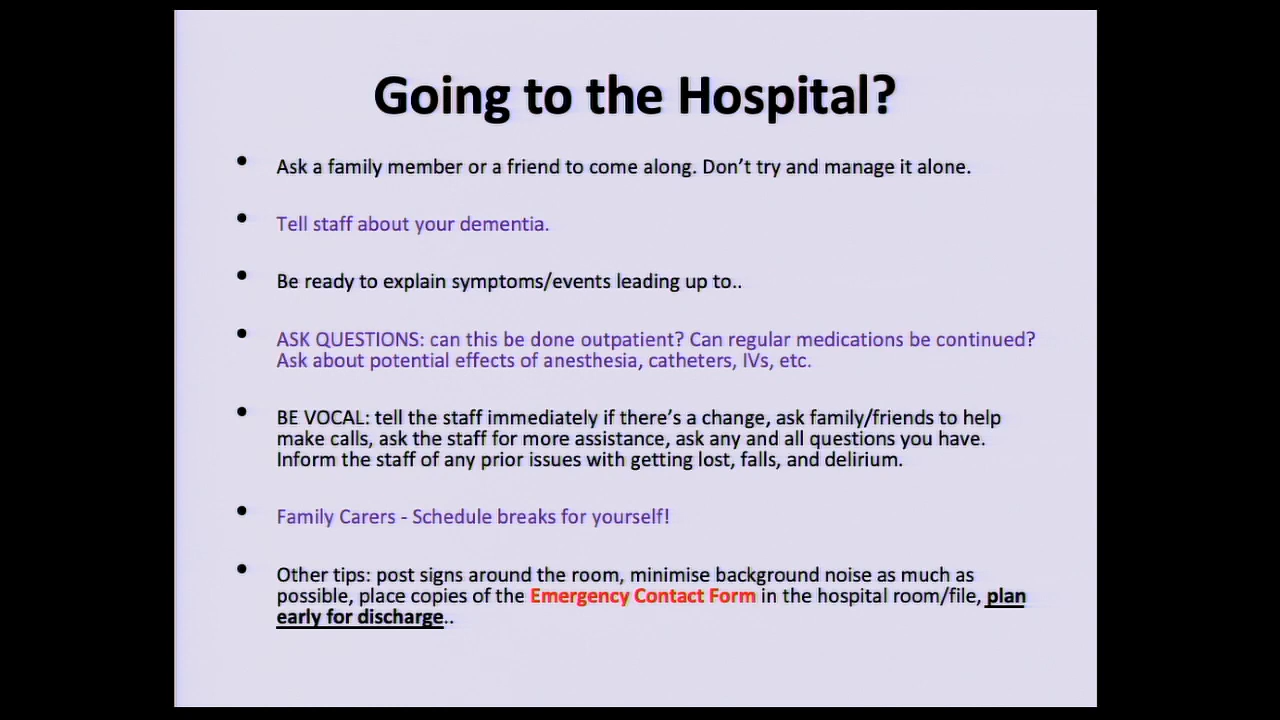 Going to the Hospital?
• Ask a family member or a friend to come along. Don't try and manage it alone.
• Tell staff about your dementia.
• Be ready to explain symptoms/events leading up to..
• ASK QUESTIONS: can this be done outpatient? Can regular medications be continued?
Ask about potential effects of anesthesia, catheters, IVs, etc.
• BE VOCAL: tell the staff immediately if there's a change, ask family/friends to help
make calls, ask the staff for more assistance, ask any and all questions you have.
Inform the staff of any prior issues with getting lost, falls, and delirium.
• Family Carers - Schedule breaks for yourself!
• Other tips: post signs around the room, minimise background noise as much as
possible, place copies of the Emergency Contact Form in the hospital room/file, plan
early for discharge..